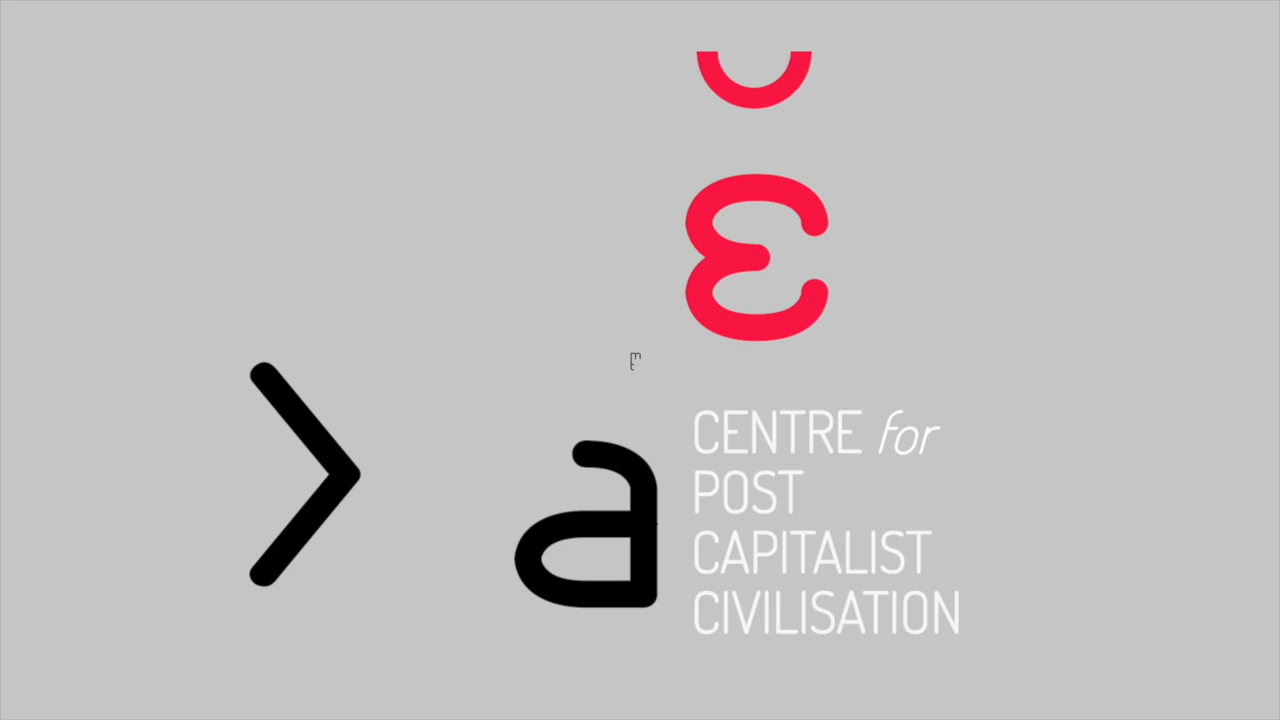 ε
m
t
> a
CENTRE for
POST
CAPITALIST
CIVILISATION